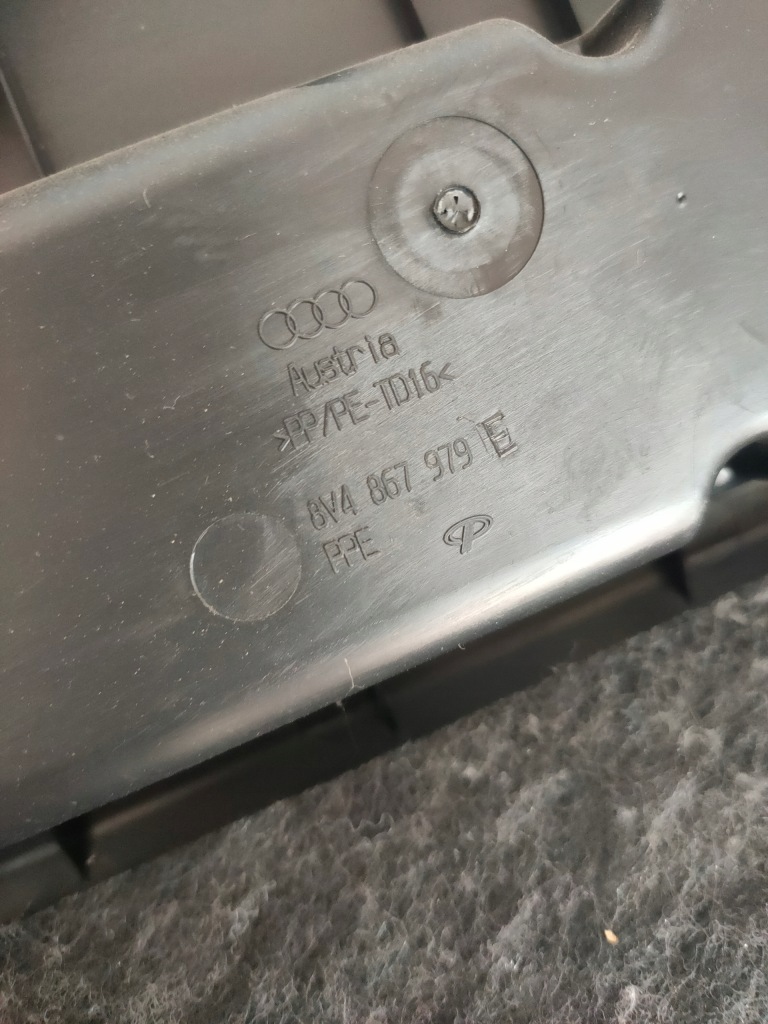 Austria
>PP/PE-TD16<
8V4 867 979 E
PPE